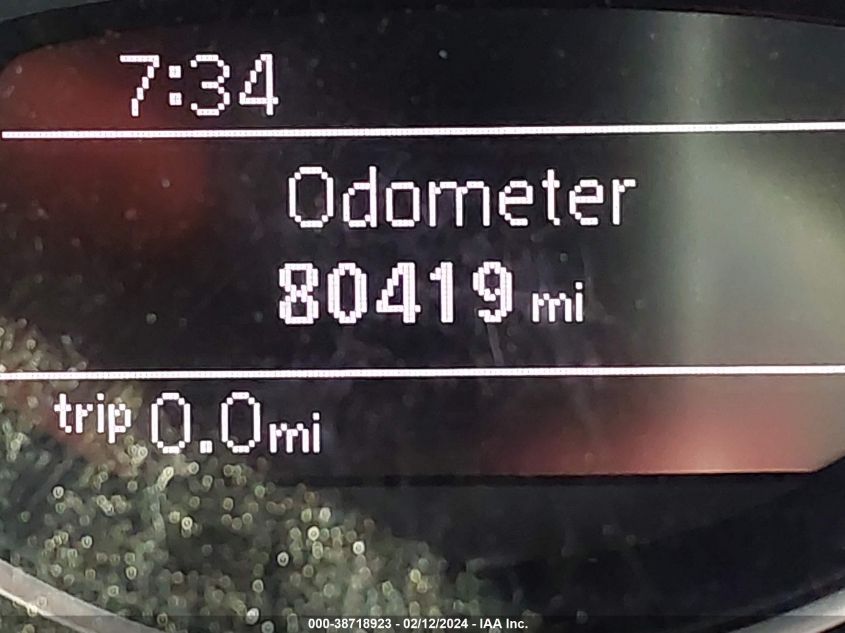 7:34
Odometer
80419 mi
trip 0.0 mi
000-38718923 - 02/12/2024 - IAA Inc.